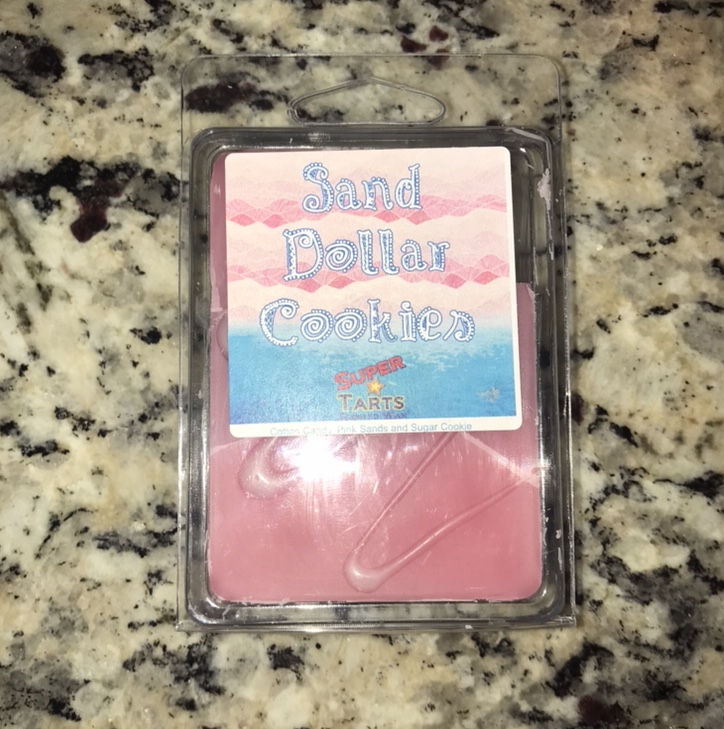 Sand
Dollar
Cookies
SUPER
TARTS
Cotton Candy, Pink Sands and Sugar Cookie